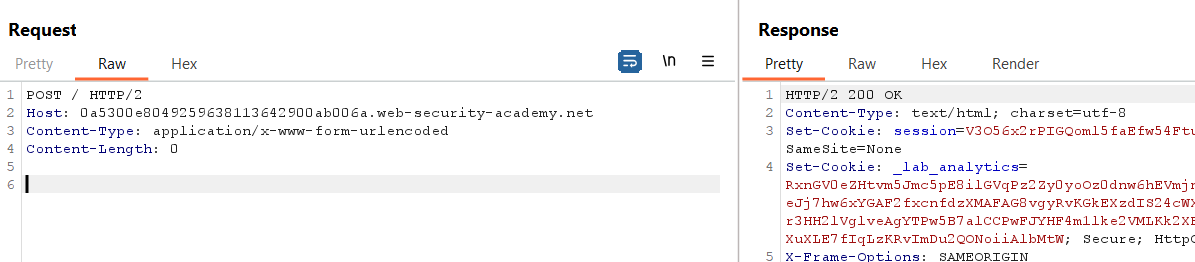 Request
Response
Pretty Raw Hex
\n
Pretty Raw Hex Render
1 POST / HTTP/2
2 Host: 0a5300e8049259638113642900ab006a.web-security-academy.net
3 Content-Type: application/x-www-form-urlencoded
4 Content-Length: 0
5
6
1 HTTP/2 200 OK
2 Content-Type: text/html; charset=utf-8
3 Set-Cookie: session=V3O56x2rPIGQoml5faEfw54Ftu
SameSite=None
4 Set-Cookie: _lab_analytics=
XuXLE7fIqLzKRvImDu2QONoiiAlbMtW; Secure; HttpO
5 X-Frame-Options: SAMEORIGIN